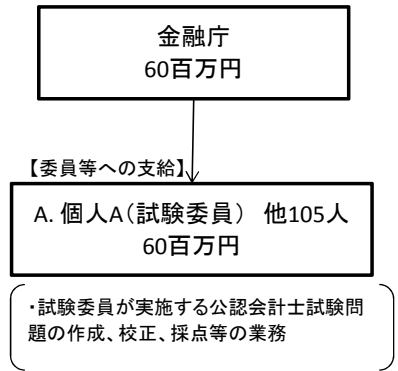 金融庁
60百万円
【委員等への支給】
A. 個人A(試験委員) 他105人
60百万円
・試験委員が実施する公認会計士試験問
題の作成、校正、採点等の業務